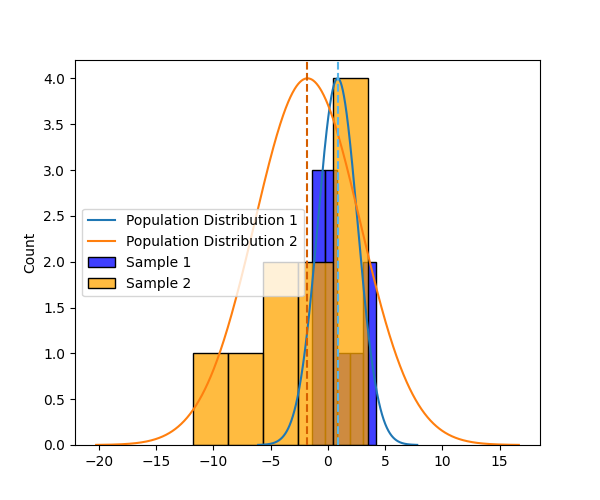 4.0
3.5
3.0
2.5
2.0
1.5
1.0
0.5
0.0
Count
Population Distribution 1
Population Distribution 2
Sample 1
Sample 2
−20 −15 −10 −5 0 5 10 15